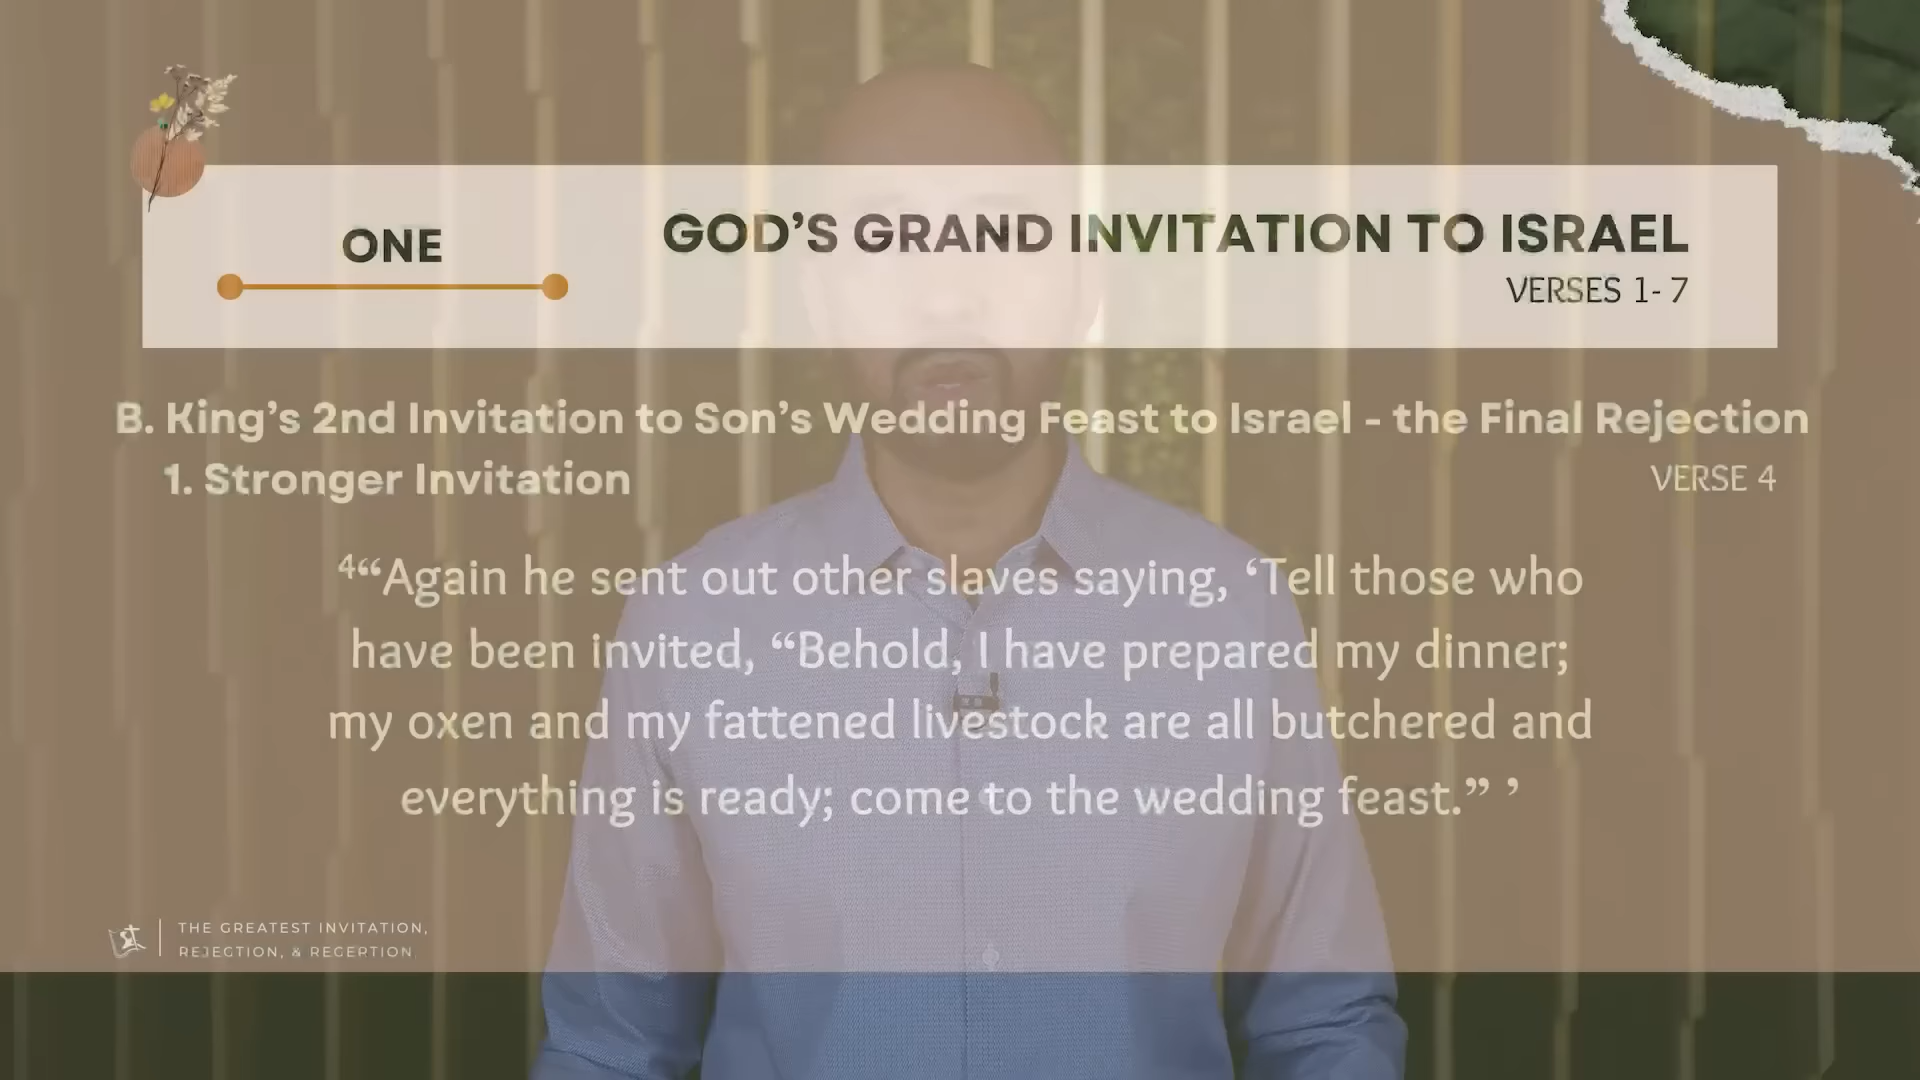 ONE
GOD’S GRAND INVITATION TO ISRAEL
VERSES 1- 7
B. King’s 2nd Invitation to Son’s Wedding Feast to Israel - the Final Rejection
1. Stronger Invitation
VERSE 4
⁴“Again he sent out other slaves saying, ‘Tell those who
have been invited, “Behold, I have prepared my dinner;
my oxen and my fattened livestock are all butchered and
everything is ready; come to the wedding feast.” ’
THE GREATEST INVITATION,
REJECTION, & RECEPTION